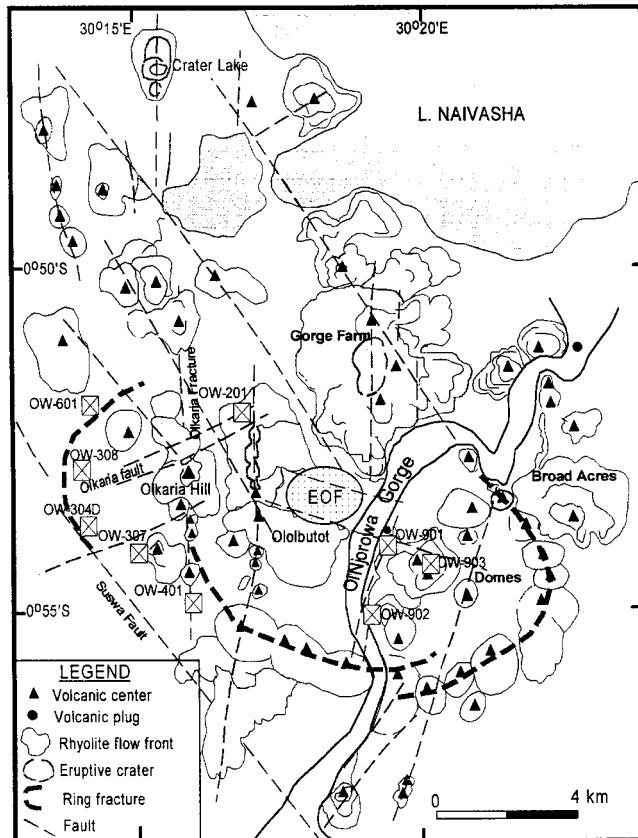 30°15'E
30°20'E
Crater Lake
L. NAIVASHA
0°50'S
Gorge Farm
Olkaria Fracture
OW-201
OW-601
OW-308
Olkaria fault
Olkaria Hill
EOF
Broad Acres
OW-304D
OW-307
Ololbutot
Ol Njorowa Gorge
OW-901
OW-903
Domes
OW-401
OW-902
0°55'S
Suswa Fault
LEGEND
Volcanic center
Volcanic plug
Rhyolite flow front
Eruptive crater
Ring fracture
Fault
0 4 km